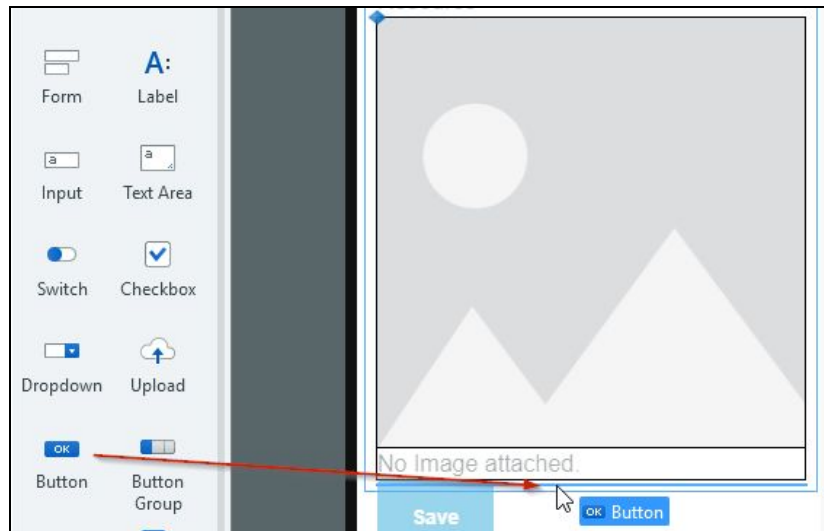 Form
Label
a
a
Input
Text Area
Switch
Checkbox
Dropdown
Upload
OK
Button
Button
Group
No Image attached.
Save
OK Button